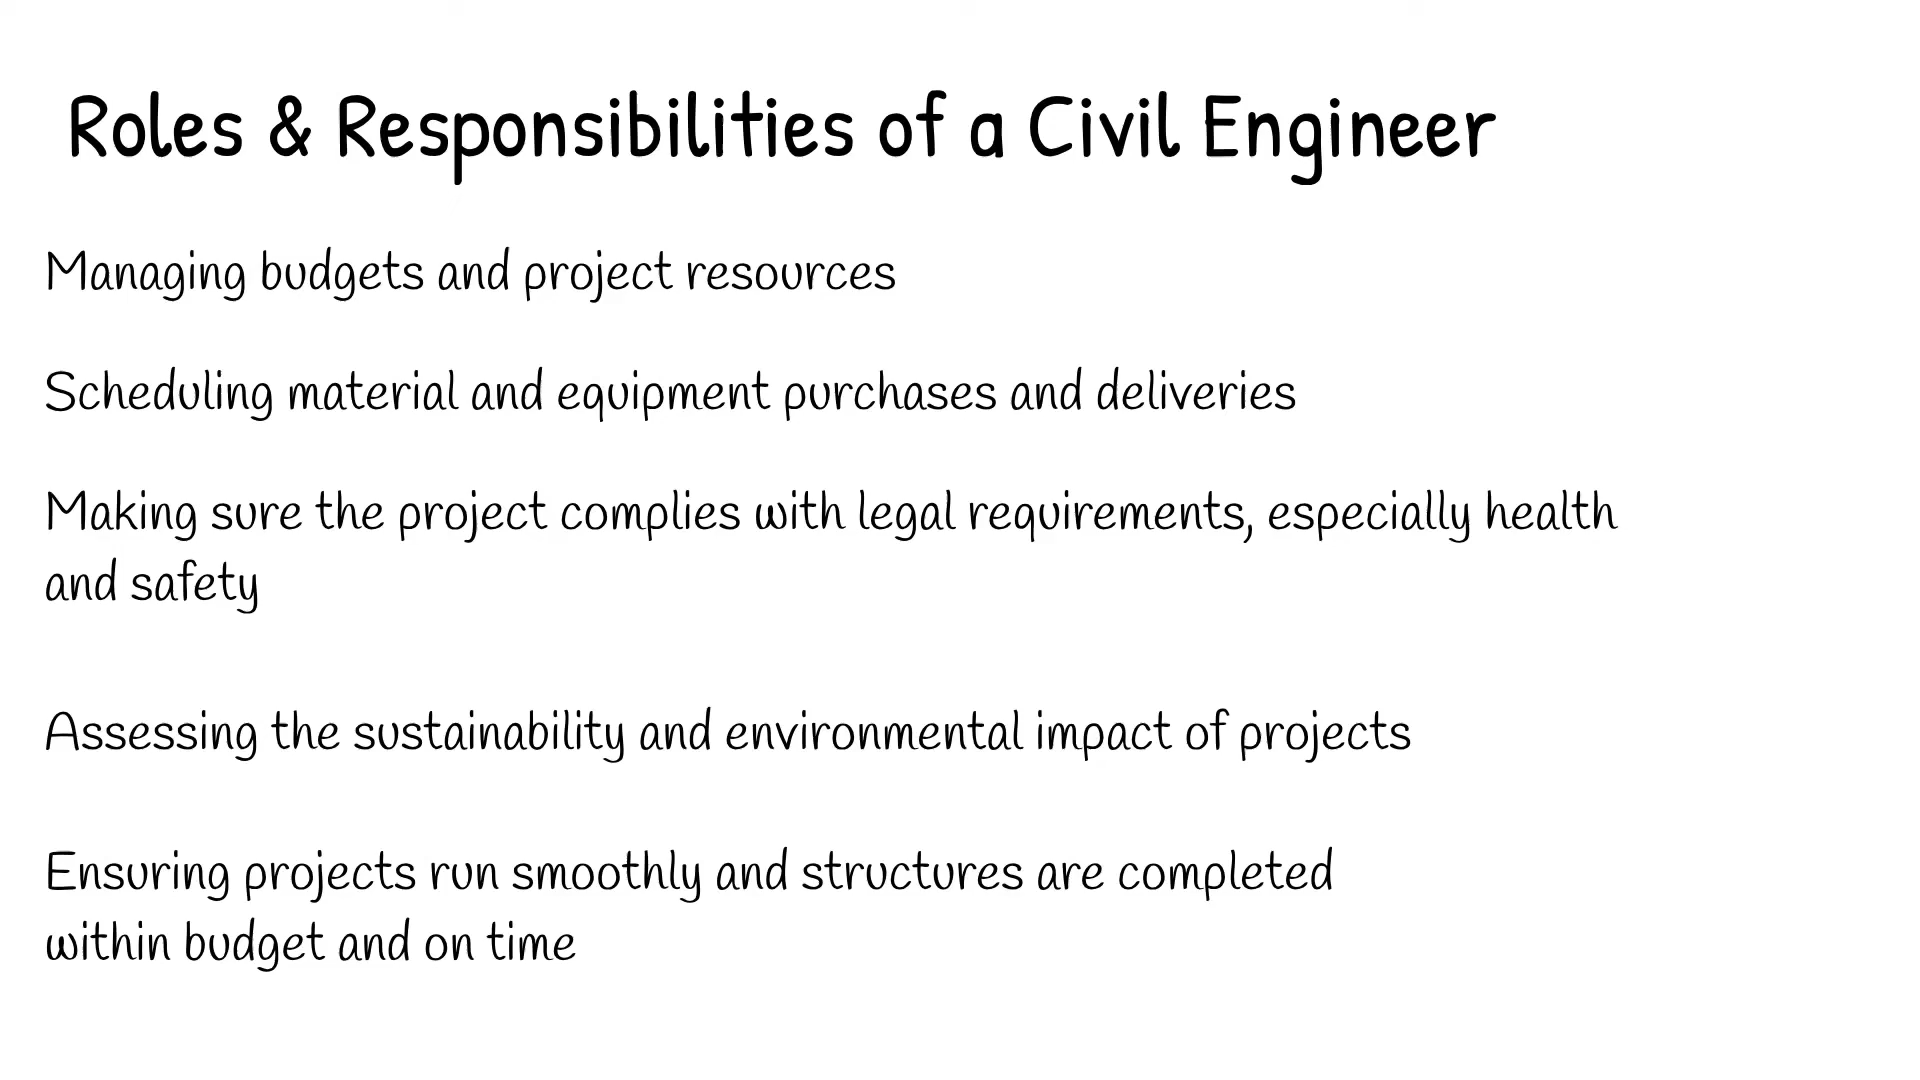 Roles & Responsibilities of a Civil Engineer
Managing budgets and project resources
Scheduling material and equipment purchases and deliveries
Making sure the project complies with legal requirements, especially health
and safety
Assessing the sustainability and environmental impact of projects
Ensuring projects run smoothly and structures are completed
within budget and on time